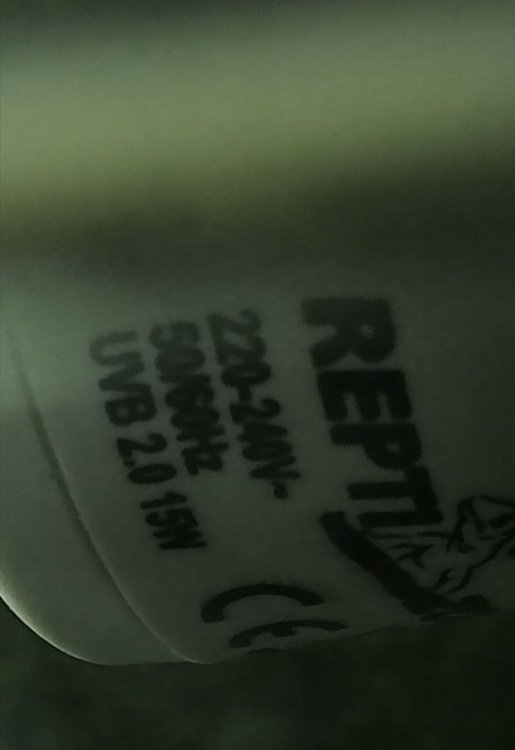 REPTI
220-240V~
50/60Hz
UVB 2.0 15W
CE